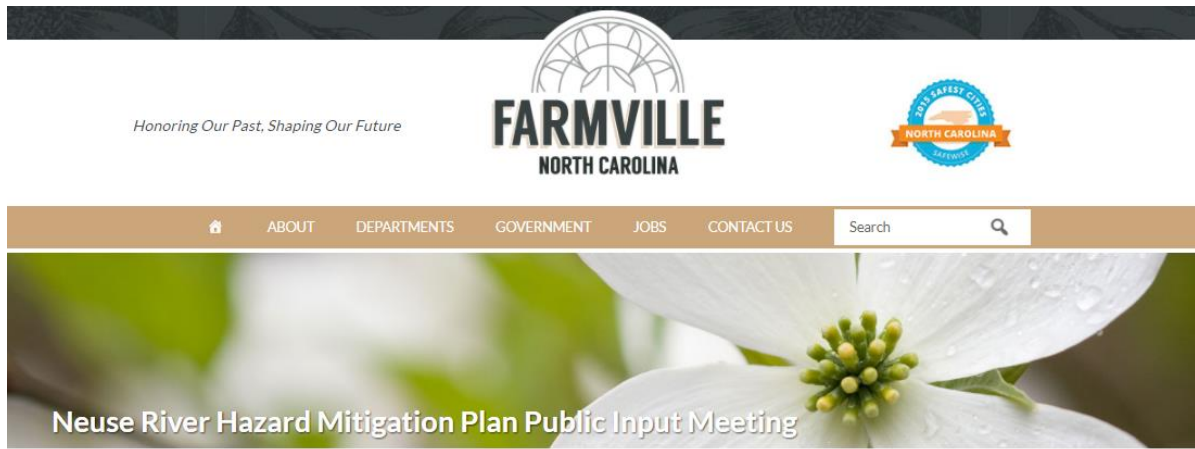 Honoring Our Past, Shaping Our Future
FARMVILLE
NORTH CAROLINA
2015 SAFEST CITIES
NORTH CAROLINA
SAFEWISE
ABOUT DEPARTMENTS GOVERNMENT JOBS CONTACT US Search
Neuse River Hazard Mitigation Plan Public Input Meeting